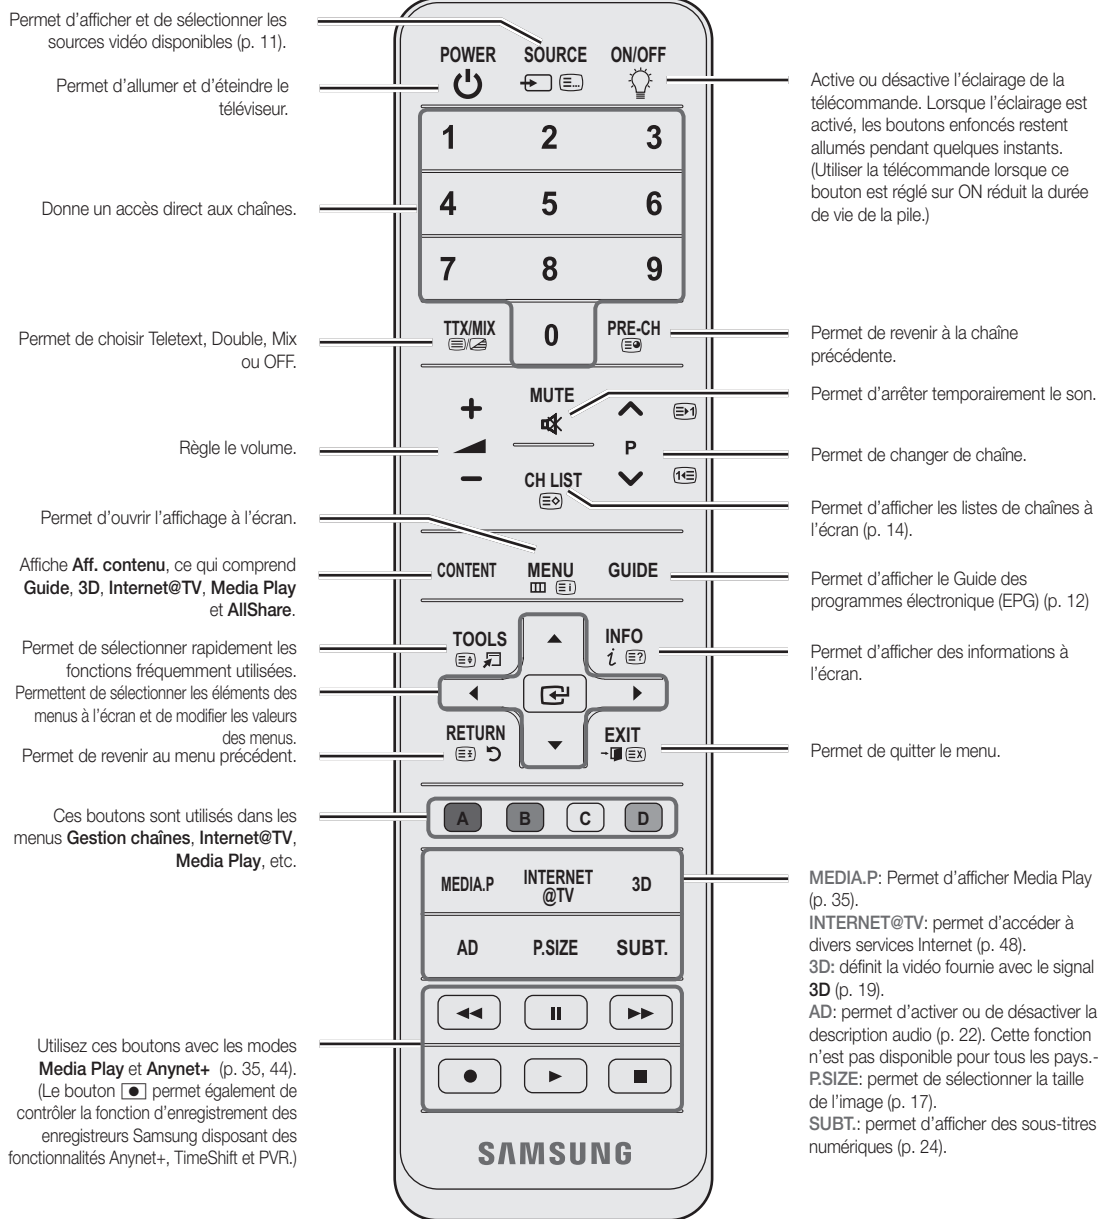 Permet d’afficher et de sélectionner les
sources vidéo disponibles (p. 11).
Permet d’allumer et d’éteindre le
téléviseur.
Donne un accès direct aux chaînes.
Permet de choisir Teletext, Double, Mix
ou OFF.
Règle le volume.
Permet d’ouvrir l’affichage à l’écran.
Affiche Aff. contenu, ce qui comprend
Guide, 3D, Internet@TV, Media Play
et AllShare.
Permet de sélectionner rapidement les
fonctions fréquemment utilisées.
Permettent de sélectionner les éléments des
menus à l’écran et de modifier les valeurs
des menus.
Permet de revenir au menu précédent.
Ces boutons sont utilisés dans les
menus Gestion chaînes, Internet@TV,
Media Play, etc.
Utilisez ces boutons avec les modes
Media Play et Anynet+ (p. 35, 44).
(Le bouton permet également de
contrôler la fonction d’enregistrement des
enregistreurs Samsung disposant des
fonctionnalités Anynet+, TimeShift et PVR.)
POWER SOURCE ON/OFF
1 2 3
4 5 6
7 8 9
TTX/MIX 0 PRE-CH
MUTE
P
CH LIST
CONTENT MENU GUIDE
TOOLS INFO
RETURN EXIT
A B C D
MEDIA.P INTERNET
@TV 3D
AD P.SIZE SUBT.
SAMSUNG
Active ou désactive l’éclairage de la
télécommande. Lorsque l’éclairage est
activé, les boutons enfoncés restent
allumés pendant quelques instants.
(Utiliser la télécommande lorsque ce
bouton est réglé sur ON réduit la durée
de vie de la pile.)
Permet de revenir à la chaîne
précédente.
Permet d’arrêter temporairement le son.
Permet de changer de chaîne.
Permet d’afficher les listes de chaînes à
l’écran (p. 14).
Permet d’afficher le Guide des
programmes électronique (EPG) (p. 12)
Permet d’afficher des informations à
l’écran.
Permet de quitter le menu.
MEDIA.P: Permet d’afficher Media Play
(p. 35).
INTERNET@TV: permet d’accéder à
divers services Internet (p. 48).
3D: définit la vidéo fournie avec le signal
3D (p. 19).
AD: permet d’activer ou de désactiver la
description audio (p. 22). Cette fonction
n’est pas disponible pour tous les pays.-
P.SIZE: permet de sélectionner la taille
de l’image (p. 17).
SUBT.: permet d’afficher des sous-titres
numériques (p. 24).